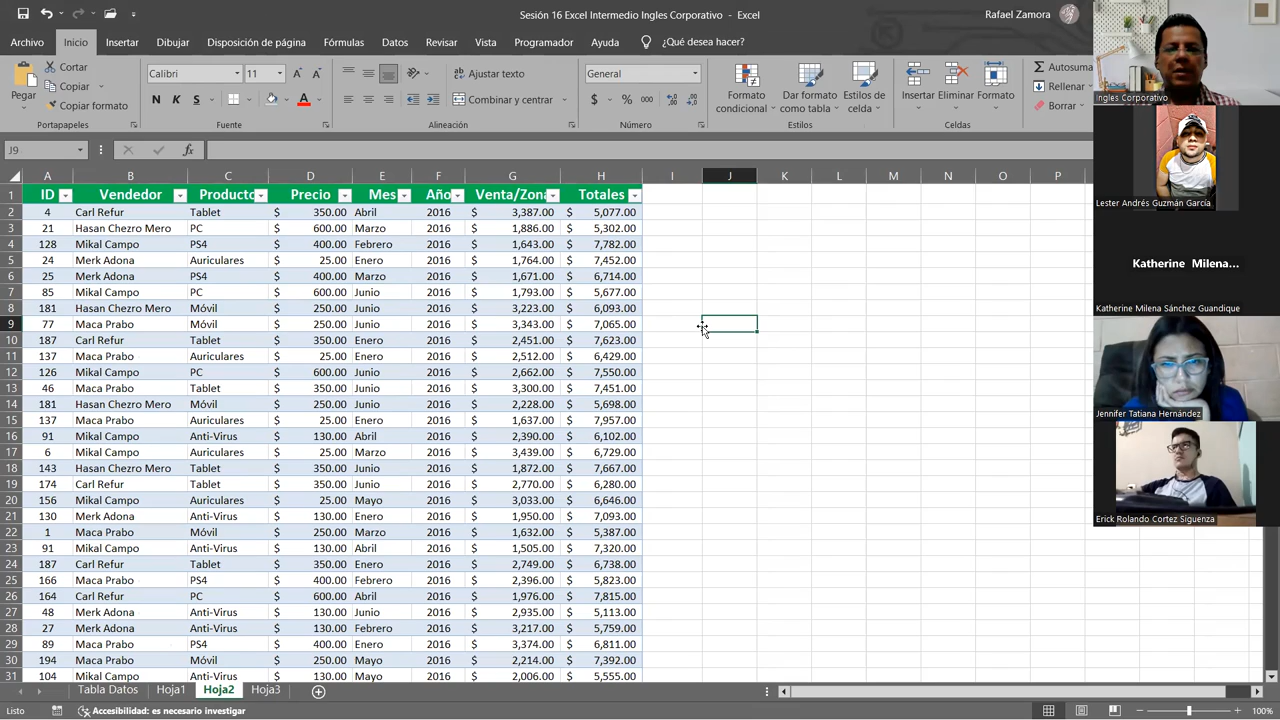 Sesión 16 Excel Intermedio Ingles Corporativo - Excel
Rafael Zamora
Archivo Inicio Insertar Dibujar Disposición de página Fórmulas Datos Revisar Vista Programador Ayuda ¿Qué desea hacer?
Pegar
Cortar
Copiar
Copiar formato
Calibri 11
N K S
Ajustar texto
Combinar y centrar
General
$ % 000
Formato condicional
Dar formato como tabla
Estilos de celda
Insertar Eliminar Formato
Autosuma
Rellenar
Borrar
Portapapeles Fuente Alineación Número Estilos Celdas
J9
fx
A B C D E F G H I J K L M N O P
1 ID Vendedor Producto Precio Mes Año Venta/Zona Totales
2 4 Carl Refur Tablet $ 350.00 Abril 2016 $ 3,387.00 $ 5,077.00
3 21 Hasan Chezro Mero PC $ 600.00 Marzo 2016 $ 1,886.00 $ 5,302.00
4 128 Mikal Campo PS4 $ 400.00 Febrero 2016 $ 1,643.00 $ 7,782.00
5 24 Merk Adona Auriculares $ 25.00 Enero 2016 $ 1,764.00 $ 7,452.00
6 25 Merk Adona PS4 $ 400.00 Marzo 2016 $ 1,671.00 $ 6,714.00
7 85 Mikal Campo PC $ 600.00 Junio 2016 $ 1,793.00 $ 5,677.00
8 181 Hasan Chezro Mero Móvil $ 250.00 Junio 2016 $ 3,223.00 $ 6,093.00
9 77 Maca Prabo Móvil $ 250.00 Junio 2016 $ 3,343.00 $ 7,065.00
10 187 Carl Refur Tablet $ 350.00 Enero 2016 $ 2,451.00 $ 7,623.00
11 137 Maca Prabo Auriculares $ 25.00 Enero 2016 $ 2,512.00 $ 6,429.00
12 126 Mikal Campo PC $ 600.00 Junio 2016 $ 2,662.00 $ 7,550.00
13 46 Maca Prabo Tablet $ 350.00 Junio 2016 $ 3,300.00 $ 7,451.00
14 181 Hasan Chezro Mero Móvil $ 250.00 Junio 2016 $ 2,228.00 $ 5,698.00
15 137 Maca Prabo Auriculares $ 25.00 Enero 2016 $ 1,637.00 $ 7,957.00
16 91 Mikal Campo Anti-Virus $ 130.00 Abril 2016 $ 2,390.00 $ 6,102.00
17 6 Mikal Campo Auriculares $ 25.00 Marzo 2016 $ 3,439.00 $ 6,729.00
18 143 Hasan Chezro Mero Tablet $ 350.00 Junio 2016 $ 1,872.00 $ 7,667.00
19 174 Carl Refur Tablet $ 350.00 Junio 2016 $ 2,770.00 $ 6,280.00
20 156 Mikal Campo Auriculares $ 25.00 Mayo 2016 $ 3,033.00 $ 6,646.00
21 130 Merk Adona Anti-Virus $ 130.00 Enero 2016 $ 1,950.00 $ 7,093.00
22 1 Maca Prabo Móvil $ 250.00 Marzo 2016 $ 1,632.00 $ 5,387.00
23 91 Mikal Campo Anti-Virus $ 130.00 Abril 2016 $ 1,505.00 $ 7,320.00
24 187 Carl Refur Tablet $ 350.00 Enero 2016 $ 2,749.00 $ 6,738.00
25 166 Maca Prabo PS4 $ 400.00 Febrero 2016 $ 2,396.00 $ 5,823.00
26 164 Carl Refur PC $ 600.00 Abril 2016 $ 1,976.00 $ 7,815.00
27 48 Merk Adona Anti-Virus $ 130.00 Junio 2016 $ 2,935.00 $ 5,113.00
28 27 Merk Adona Anti-Virus $ 130.00 Febrero 2016 $ 3,217.00 $ 5,759.00
29 89 Maca Prabo PS4 $ 400.00 Enero 2016 $ 3,374.00 $ 6,811.00
30 194 Maca Prabo Móvil $ 250.00 Mayo 2016 $ 2,214.00 $ 7,392.00
31 104 Mikal Campo Anti-Virus $ 130.00 Mayo 2016 $ 2,006.00 $ 5,555.00
Tabla Datos Hoja1 Hoja2 Hoja3
Listo Accesibilidad: es necesario investigar 100%
Ingles Corporativo
Lester Andrés Guzmán García
Katherine Milena...
Katherine Milena Sánchez Guandique
Jennifer Tatiana Hernández
Erick Rolando Cortez Siguenza